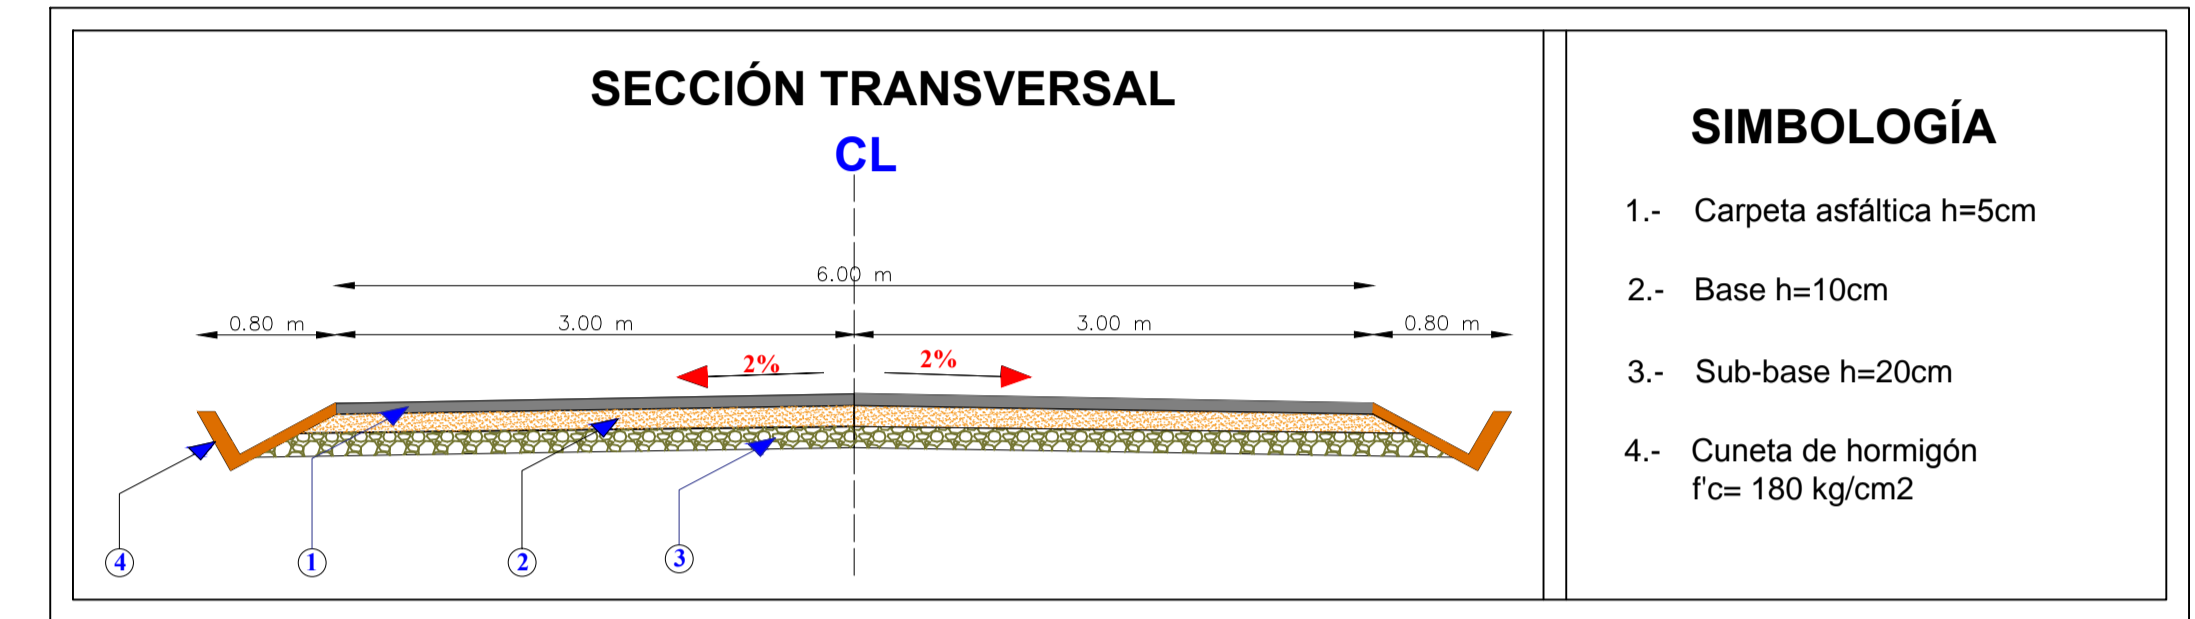 SECCIÓN TRANSVERSAL
CL
6.00 m
0.80 m
3.00 m
3.00 m
0.80 m
2%
2%
4
1
2
3
SIMBOLOGÍA
1.- Carpeta asfáltica h=5cm
2.- Base h=10cm
3.- Sub-base h=20cm
4.- Cuneta de hormigón
f'c= 180 kg/cm2